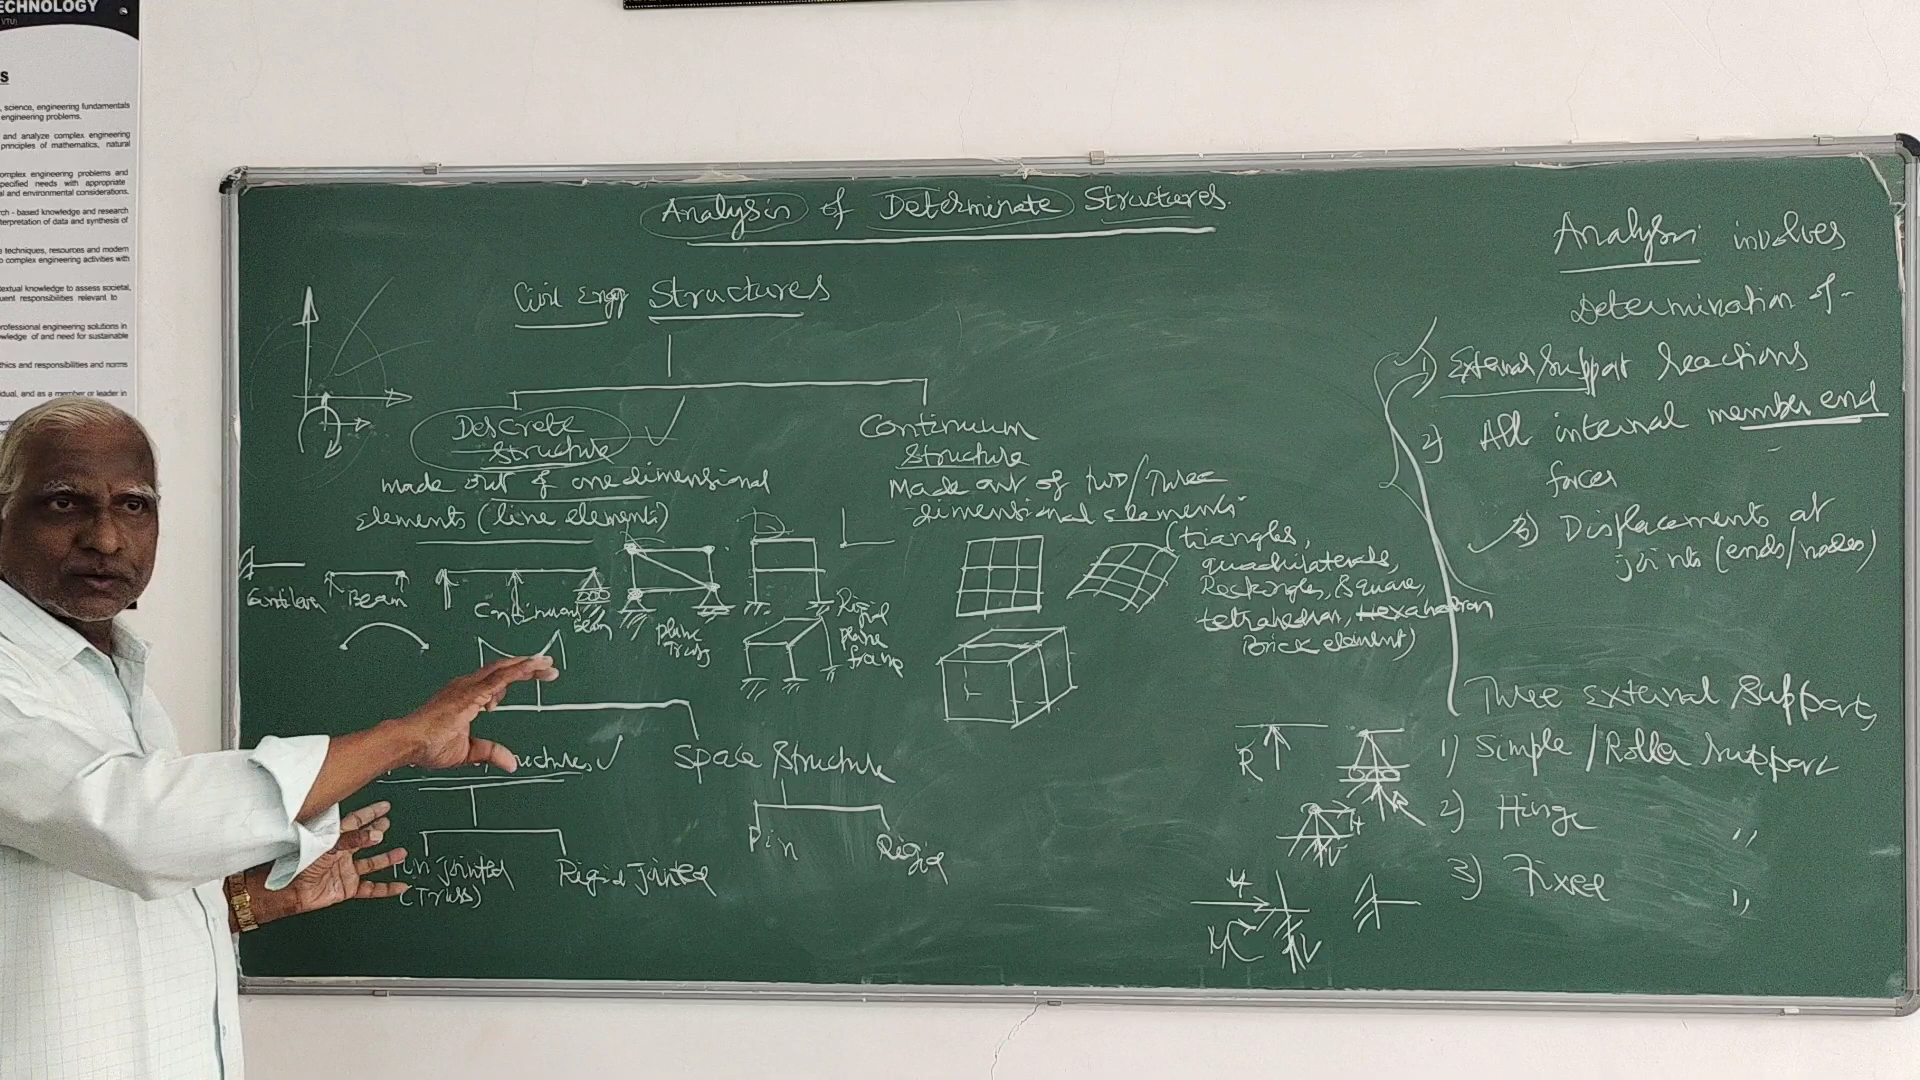 ECHNOLOGY
(VTU)
S
, science, engineering fundamentals
engineering problems.
and analyze complex engineering
principles of mathematics, natural
omplex engineering problems and
pecified needs with appropriate
al and environmental considerations.
rch - based knowledge and research
terpretation of data and synthesis of
e techniques, resources and modern
o complex engineering activities with
textual knowledge to assess societal,
uent responsibilities relevant to
rofessional engineering solutions in
wledge of and need for sustainable
thics and responsibilities and norms
idual, and as a member or leader in
Analysis of Determinate Structures.
Civil Engg Structures
Descrete
Structure
made out of one dimensional
elements (line elements)
Cantilever
Beam
Continuous
Beam
plane
Truss
Rigid
plane
frame
Space Structure
Pin jointed
(Truss)
Rigid jointed
Pin
Rigid
Continuum
Structure
Made out of two/Three
dimensional elements
(triangles,
quadrilaterals,
Rectangles, Square,
tetrahedron, Hexahedron
Brick element)
Analysis involves
Determination of-
1) External/Support Reactions
2) All internal member end
forces
3) Displacements at
joints (ends/nodes)
Three External Supports
1) Simple /Roller Support
2) Hinge "
3) Fixed "
R
R
H
V
H
M
V